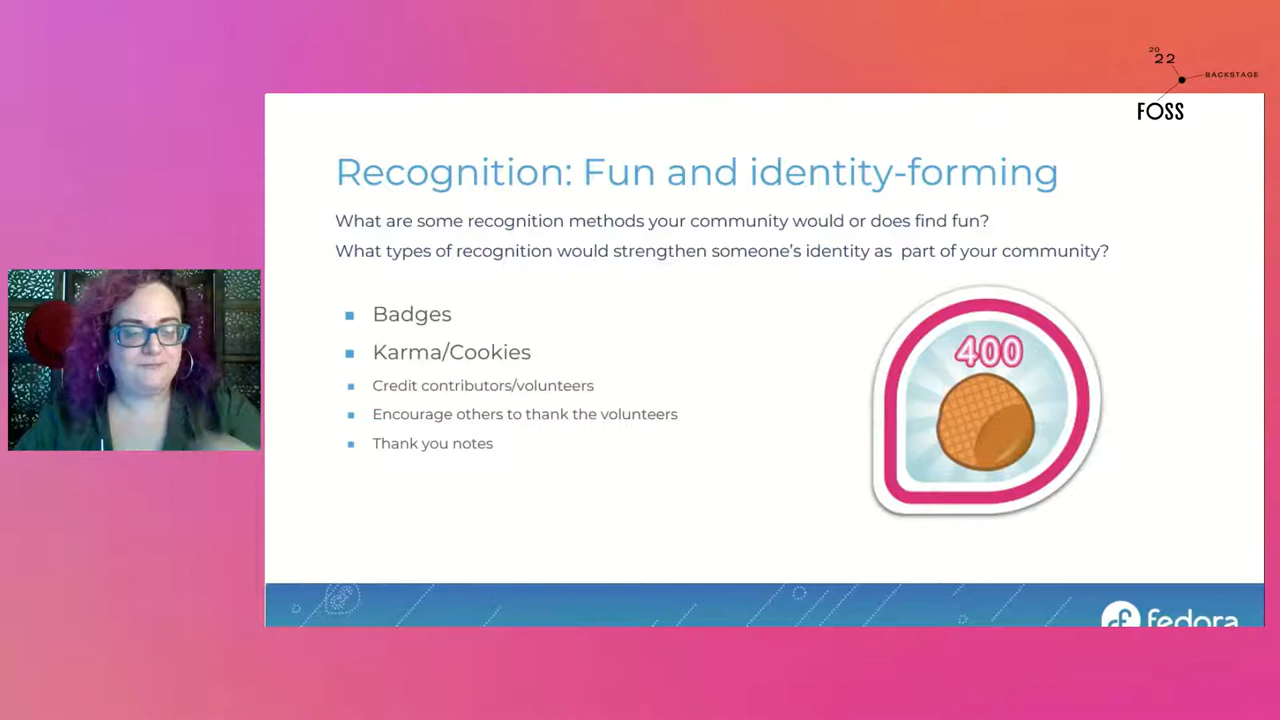 20
22
BACKSTAGE
FOSS
Recognition: Fun and identity-forming
What are some recognition methods your community would or does find fun?
What types of recognition would strengthen someone's identity as  part of your community?
Badges
Karma/Cookies
Credit contributors/volunteers
Encourage others to thank the volunteers
Thank you notes
400
fedora